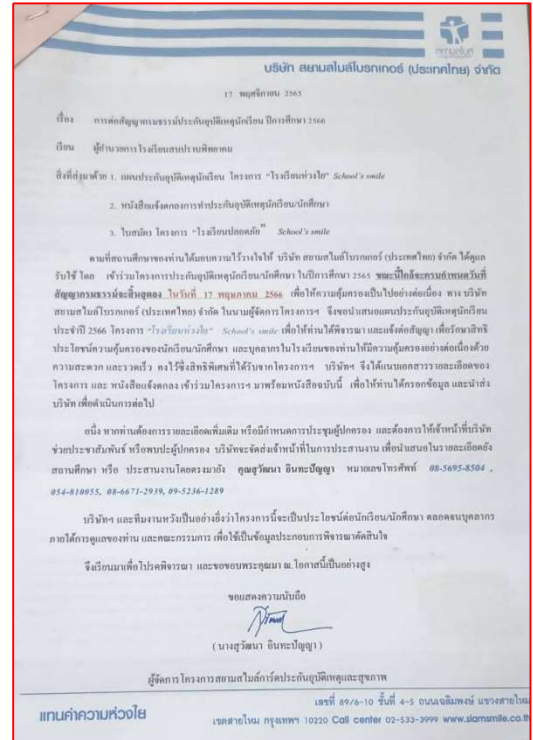 สยามสไมล์
บริษัท สยามสไมล์โบรกเกอร์ (ประเทศไทย) จำกัด
17 พฤศจิกายน 2565
เรื่อง การต่อสัญญากรมธรรม์ประกันอุบัติเหตุนักเรียน ปีการศึกษา 2566
เรียน ผู้อำนวยการโรงเรียนสบปราบพิทยาคม
สิ่งที่ส่งมาด้วย 1. แผนประกันอุบัติเหตุนักเรียน โครงการ "โรงเรียนห่วงใย" School's smile
2. หนังสือแจ้งตกลงการทำประกันอุบัติเหตุนักเรียน/นักศึกษา
3. ใบสมัคร โครงการ "โรงเรียนปลอดภัย" School's smile
ตามที่สถานศึกษาของท่านได้มอบความไว้วางใจให้ บริษัท สยามสไมล์โบรกเกอร์ (ประเทศไทย) จำกัด ได้ดูแล
รับใช้ โดย เข้าร่วมโครงการประกันอุบัติเหตุนักเรียน/นักศึกษา ในปีการศึกษา 2565 ขณะนี้ใกล้จะครบกำหนดวันที่
สัญญากรมธรรม์จะสิ้นสุดลง ในวันที่ 17 พฤษภาคม 2566 เพื่อให้ความคุ้มครองเป็นไปอย่างต่อเนื่อง ทาง บริษัท
สยามสไมล์โบรกเกอร์ (ประเทศไทย) จำกัด ในนามผู้จัดการโครงการฯ จึงขอนำเสนอแผนประกันอุบัติเหตุนักเรียน
ประจำปี 2566 โครงการ "โรงเรียนห่วงใย" School's smile เพื่อให้ท่านได้พิจารณา และแจ้งต่อสัญญา เพื่อรักษาสิทธิ
ประโยชน์ความคุ้มครองของนักเรียน/นักศึกษา และบุคลากรในโรงเรียนของท่านให้มีความคุ้มครองอย่างต่อเนื่องด้วย
ความสะดวก และรวดเร็ว คงไว้ซึ่งสิทธิพิเศษที่ได้รับจากโครงการฯ บริษัทฯ จึงได้แนบเอกสารรายละเอียดของ
โครงการ และ หนังสือแจ้งตกลง เข้าร่วมโครงการฯ มาพร้อมหนังสือฉบับนี้ เพื่อให้ท่านได้กรอกข้อมูล และนำส่ง
บริษัท เพื่อดำเนินการต่อไป
อนึ่ง หากท่านต้องการรายละเอียดเพิ่มเติม หรือมีกำหนดการประชุมผู้ปกครอง และต้องการให้เจ้าหน้าที่บริษัท
ช่วยประชาสัมพันธ์ หรือพบปะผู้ปกครอง บริษัทจะจัดส่งเจ้าหน้าที่ในการประสานงาน เพื่อนำเสนอในรายละเอียดยัง
สถานศึกษา หรือ ประสานงานโดยตรงมายัง คุณสุวัฒนา อินทะปัญญา หมายเลขโทรศัพท์ 08-5695-8504 ,
054-810055, 08-6671-2939, 09-5236-1289
บริษัทฯ และทีมงานหวังเป็นอย่างยิ่งว่าโครงการนี้จะเป็นประโยชน์ต่อนักเรียน/นักศึกษา ตลอดจนบุคลากร
ภายใต้การดูแลของท่าน และคณะกรรมการ เพื่อใช้เป็นข้อมูลประกอบการพิจารณาตัดสินใจ
จึงเรียนมาเพื่อโปรดพิจารณา และขอขอบพระคุณมา ณ.โอกาสนี้เป็นอย่างสูง
ขอแสดงความนับถือ
( นางสุวัฒนา อินทะปัญญา )
ผู้จัดการโครงการสยามสไมล์การ์ดประกันอุบัติเหตุและสุขภาพ
เลขที่ 89/6-10 ชั้นที่ 4-5 ถนนเฉลิมพงษ์ แขวงสายไหม
แทนคำความห่วงใย
เขตสายไหม กรุงเทพฯ 10220 Call center 02-533-3999 www.siamsmile.co.th